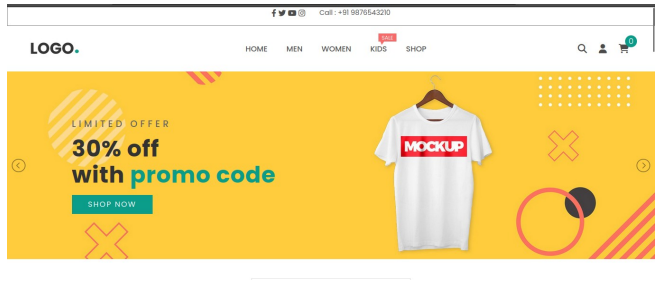 Call : +91 9876543210
SALE
LOGO.
HOME MEN WOMEN KIDS SHOP
0
LIMITED OFFER
30% off
with promo code
SHOP NOW
MOCKUP